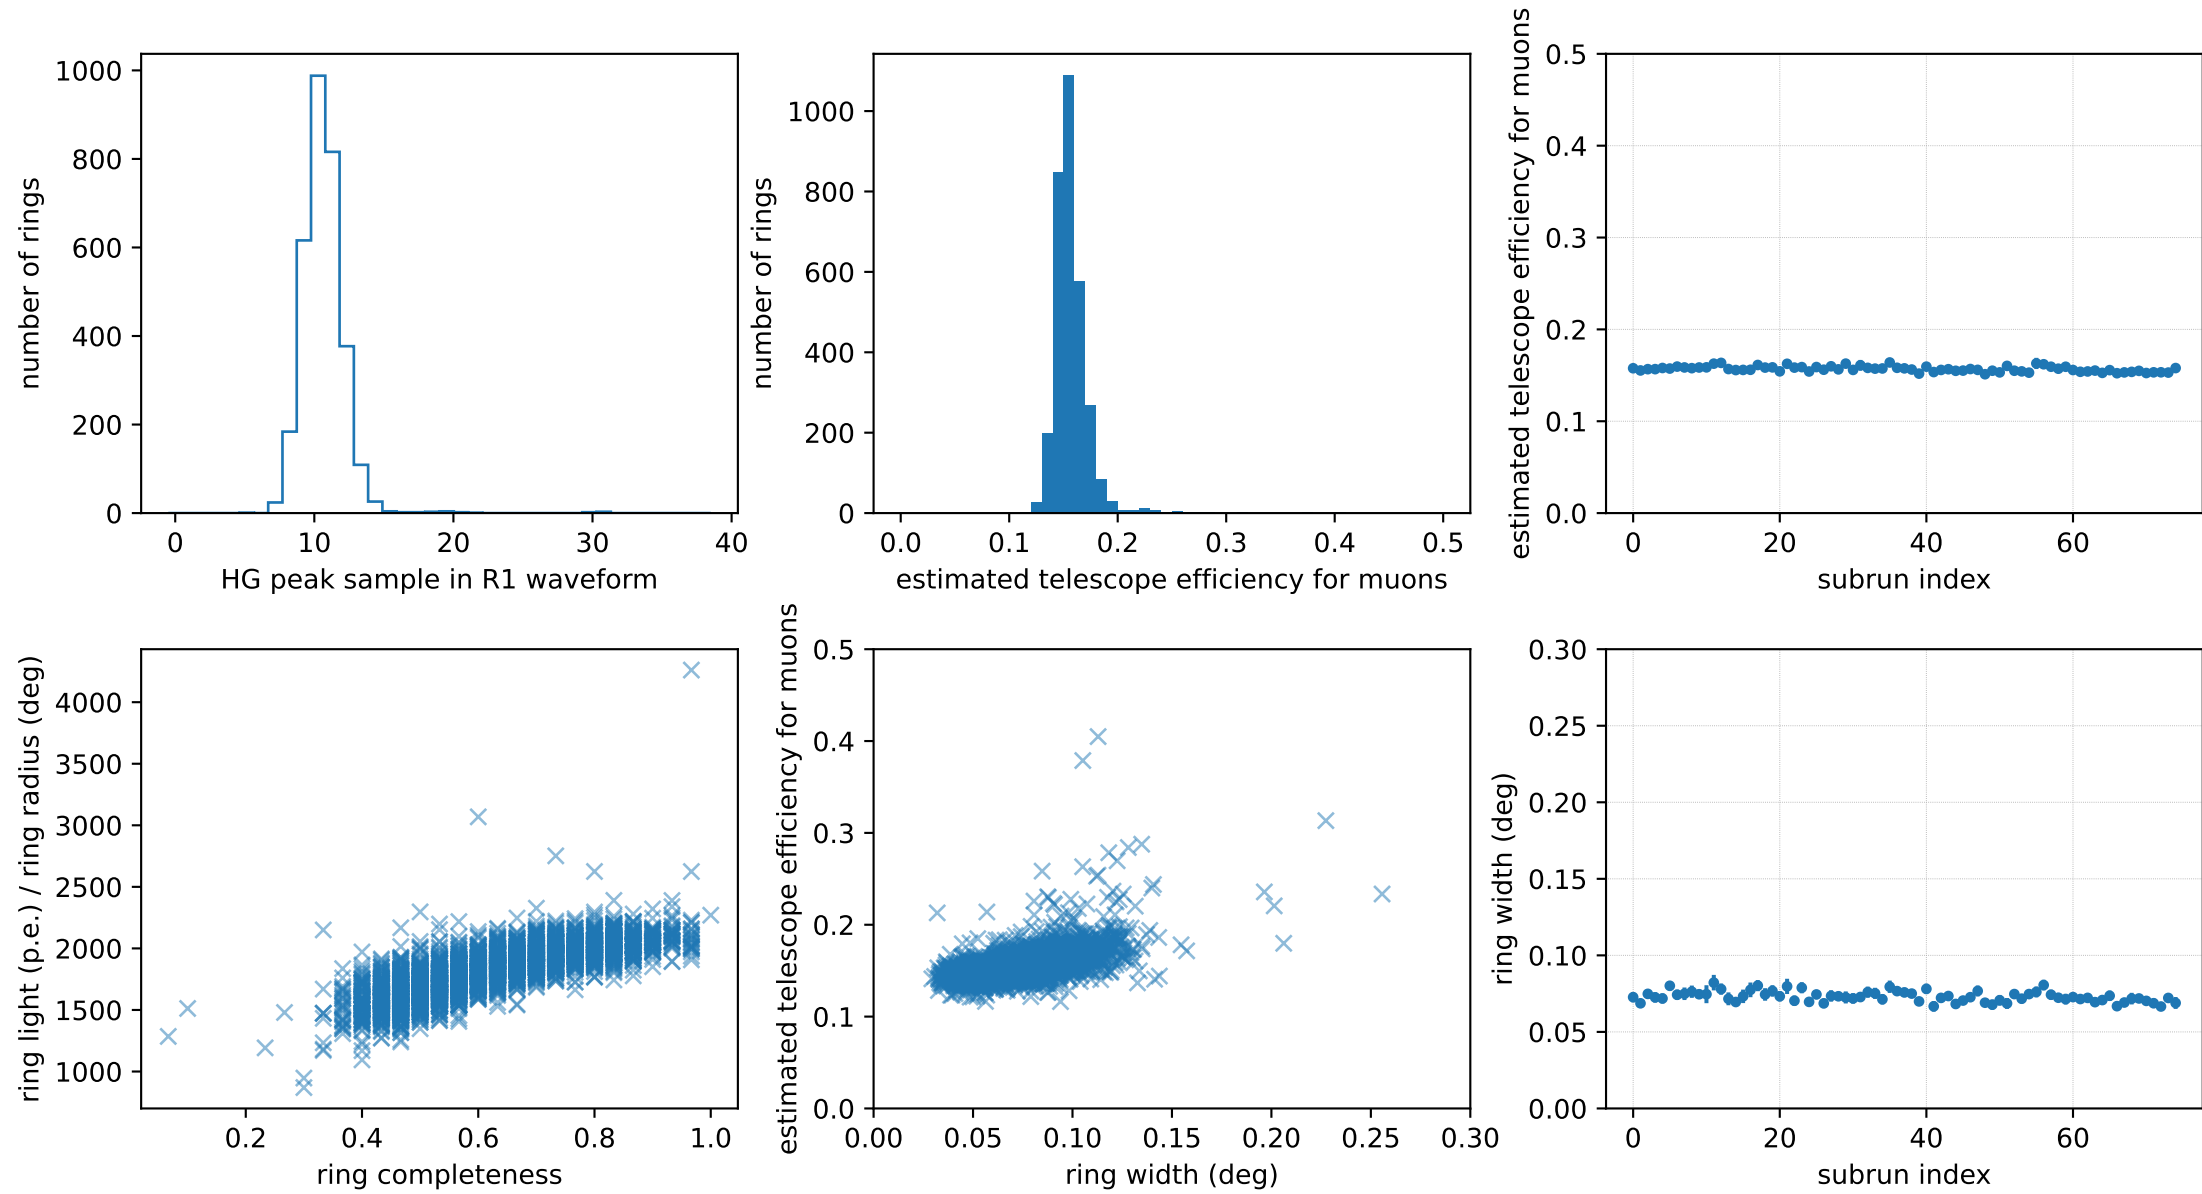 1000
800
600
400
200
0
number of rings
0 10 20 30 40
HG peak sample in R1 waveform
1000
800
600
400
200
0
number of rings
0.0 0.1 0.2 0.3 0.4 0.5
estimated telescope efficiency for muons
0.5
0.4
0.3
0.2
0.1
0.0
estimated telescope efficiency for muons
0 20 40 60
subrun index
4000
3500
3000
2500
2000
1500
1000
ring light (p.e.) / ring radius (deg)
0.2 0.4 0.6 0.8 1.0
ring completeness
0.5
0.4
0.3
0.2
0.1
0.0
estimated telescope efficiency for muons
0.00 0.05 0.10 0.15 0.20 0.25 0.30
ring width (deg)
0.30
0.25
0.20
0.15
0.10
0.05
0.00
ring width (deg)
0 20 40 60
subrun index